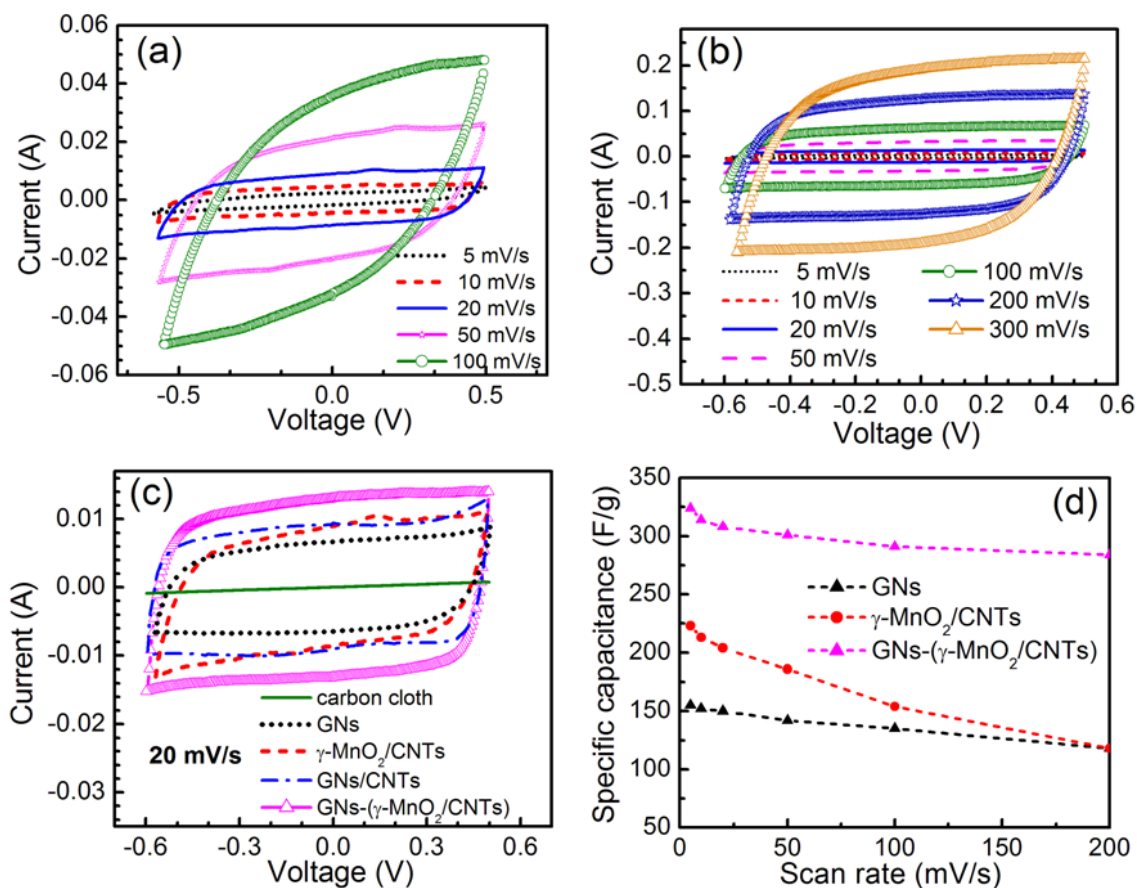 (a)
0.06
0.04
0.02
0.00
-0.02
-0.04
-0.06
Current (A)
-0.5
0.0
0.5
Voltage (V)
5 mV/s
10 mV/s
20 mV/s
50 mV/s
100 mV/s
(b)
0.2
0.1
0.0
-0.1
-0.2
-0.3
-0.4
-0.5
Current (A)
-0.6
-0.4
-0.2
0.0
0.2
0.4
0.6
Voltage (V)
5 mV/s
10 mV/s
20 mV/s
50 mV/s
100 mV/s
200 mV/s
300 mV/s
(c)
0.01
0.00
-0.01
-0.02
-0.03
Current (A)
-0.6
-0.3
0.0
0.3
0.6
Voltage (V)
20 mV/s
carbon cloth
GNs
γ-MnO₂/CNTs
GNs/CNTs
GNs-(γ-MnO₂/CNTs)
(d)
350
300
250
200
150
100
50
Specific capacitance (F/g)
0
50
100
150
200
Scan rate (mV/s)
GNs
γ-MnO₂/CNTs
GNs-(γ-MnO₂/CNTs)